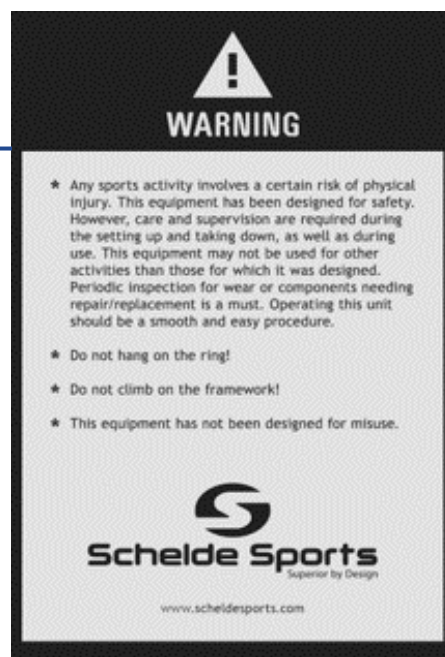 WARNING
* Any sports activity involves a certain risk of physical
injury. This equipment has been designed for safety.
However, care and supervision are required during
the setting up and taking down, as well as during
use. This equipment may not be used for other
activities than those for which it was designed.
Periodic inspection for wear or components needing
repair/replacement is a must. Operating this unit
should be a smooth and easy procedure.
* Do not hang on the ring!
* Do not climb on the framework!
* This equipment has not been designed for misuse.
Schelde Sports
Superior by Design
www.scheldesports.com